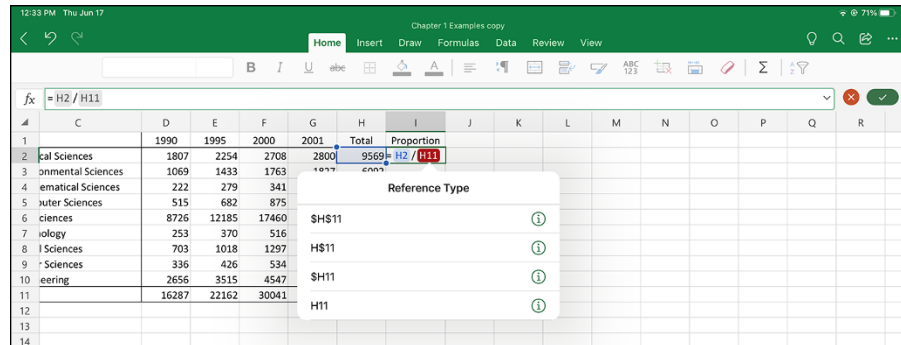 12:33 PM Thu Jun 17
71%
Chapter 1 Examples copy
Home Insert Draw Formulas Data Review View
B I U abc A ABC 123 Σ A Z
fx = H2 / H11
C D E F G H I J K L M N O P Q R
1 1990 1995 2000 2001 Total Proportion
2 cal Sciences 1807 2254 2708 2800 9569 = H2 / H11
3 onmental Sciences 1069 1433 1763 1827 6092
4 ematical Sciences 222 279 341
5 outer Sciences 515 682 875
6 ciences 8726 12185 17460
7 ology 253 370 516
8 l Sciences 703 1018 1297
9 Sciences 336 426 534
10 eering 2656 3515 4547
11 16287 22162 30041
12
13
14
Reference Type
$H$11
H$11
$H11
H11